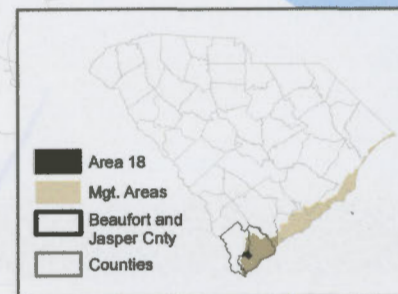 Area 18
Mgt. Areas
Beaufort and
Jasper Cnty
Counties